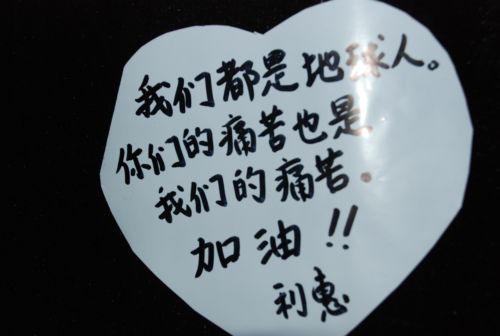 我们都是地球人。
你们的痛苦也是
我们的痛苦。
加油!!
利惠